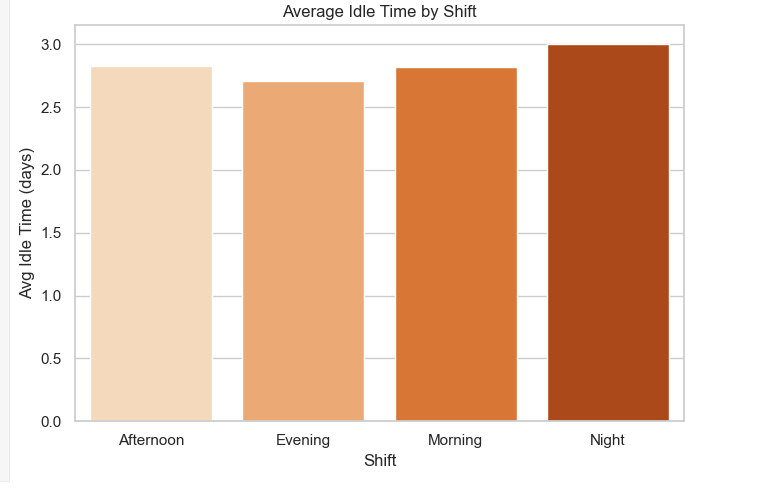 Average Idle Time by Shift
3.0
2.5
2.0
1.5
1.0
0.5
0.0
Avg Idle Time (days)
Afternoon
Evening
Morning
Night
Shift